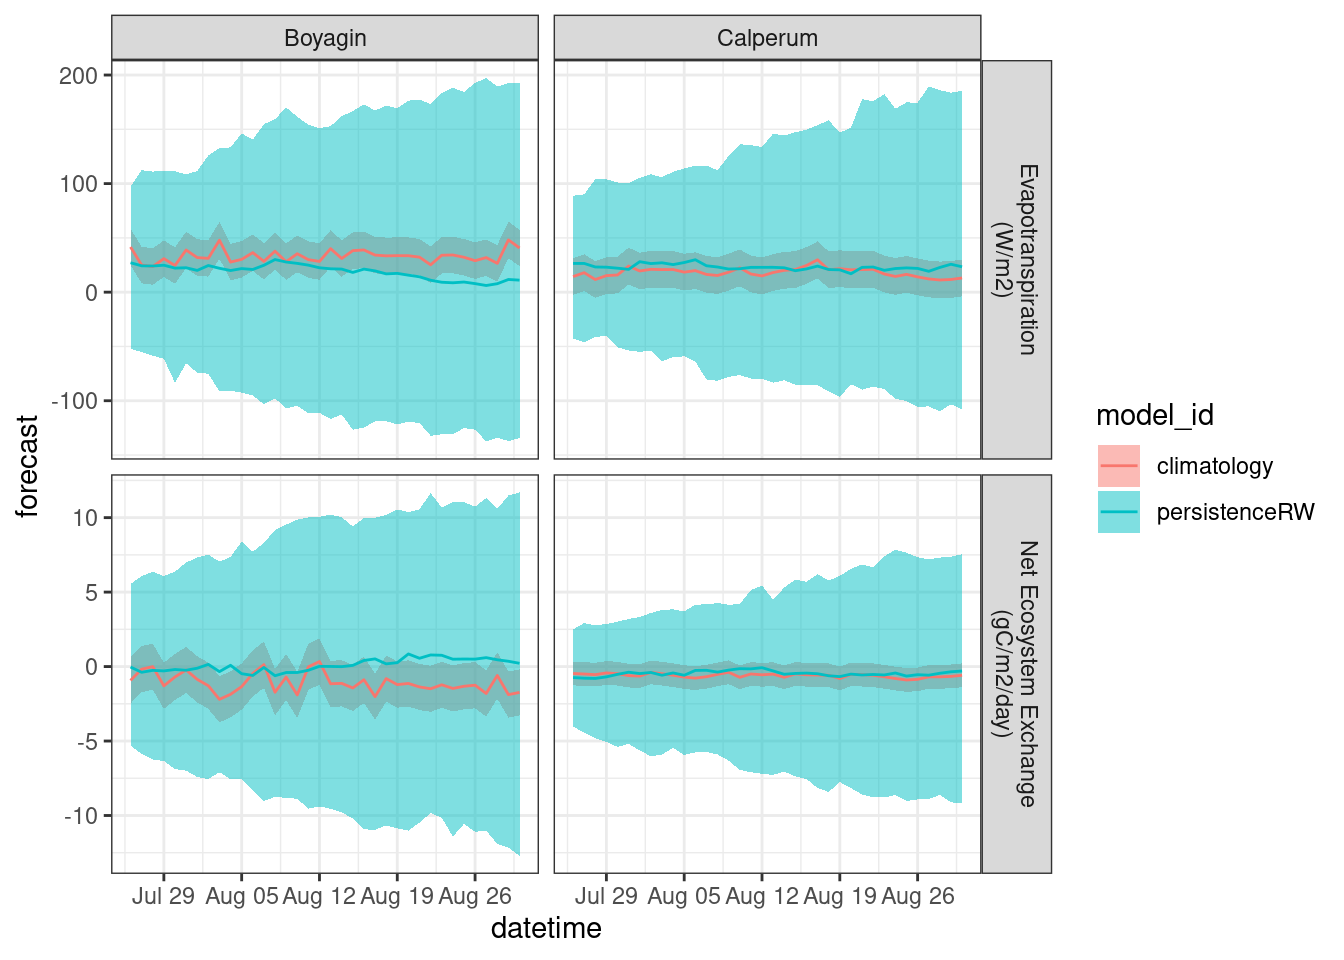 Boyagin
Calperum
200
100
0
-100
Evapotranspiration
(W/m2)
10
5
0
-5
-10
Net Ecosystem Exchange
(gC/m2/day)
forecast
Jul 29 Aug 05 Aug 12 Aug 19 Aug 26
Jul 29 Aug 05 Aug 12 Aug 19 Aug 26
datetime
model_id
climatology
persistenceRW